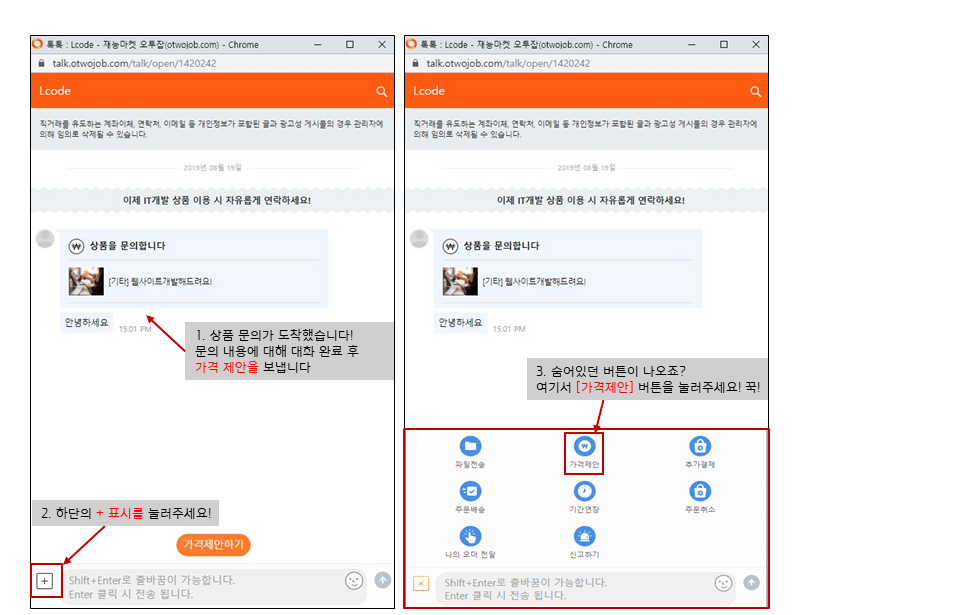 톡톡 : Lcode - 재능마켓 오투잡(otwojob.com) - Chrome
talk.otwojob.com/talk/open/1420242
Lcode
직거래를 유도하는 계좌이체, 연락처, 이메일 등 개인정보가 포함된 글과 광고성 게시물의 경우 관리자에
의해 임의로 삭제될 수 있습니다.
2019년 08월 19일
이제 IT개발 상품 이용 시 자유롭게 연락하세요!
상품을 문의합니다
[기타] 웹사이트개발해드려요!
안녕하세요
15:01 PM
1. 상품 문의가 도착했습니다!
문의 내용에 대해 대화 완료 후
가격 제안을 보냅니다
2. 하단의 + 표시를 눌러주세요!
가격제안하기
+
Shift+Enter로 줄바꿈이 가능합니다.
Enter 클릭 시 전송 됩니다.
톡톡 : Lcode - 재능마켓 오투잡(otwojob.com) - Chrome
talk.otwojob.com/talk/open/1420242
Lcode
직거래를 유도하는 계좌이체, 연락처, 이메일 등 개인정보가 포함된 글과 광고성 게시물의 경우 관리자에
의해 임의로 삭제될 수 있습니다.
2019년 08월 19일
이제 IT개발 상품 이용 시 자유롭게 연락하세요!
상품을 문의합니다
[기타] 웹사이트개발해드려요!
안녕하세요
15:01 PM
3. 숨어있던 버튼이 나오죠?
여기서 [가격제안] 버튼을 눌러주세요! 꾹!
파일전송 가격제안 추가결제
주문배송 기간연장 주문취소
나의 오더 전달 신고하기
Shift+Enter로 줄바꿈이 가능합니다.
Enter 클릭 시 전송 됩니다.